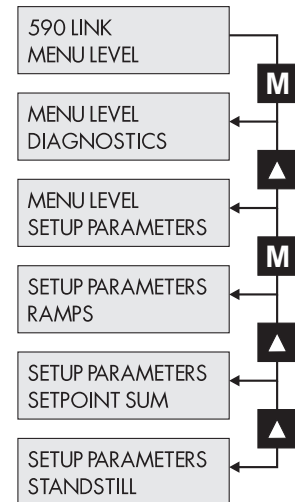 590 LINK
MENU LEVEL
M
MENU LEVEL
DIAGNOSTICS
MENU LEVEL
SETUP PARAMETERS
M
SETUP PARAMETERS
RAMPS
SETUP PARAMETERS
SETPOINT SUM
SETUP PARAMETERS
STANDSTILL